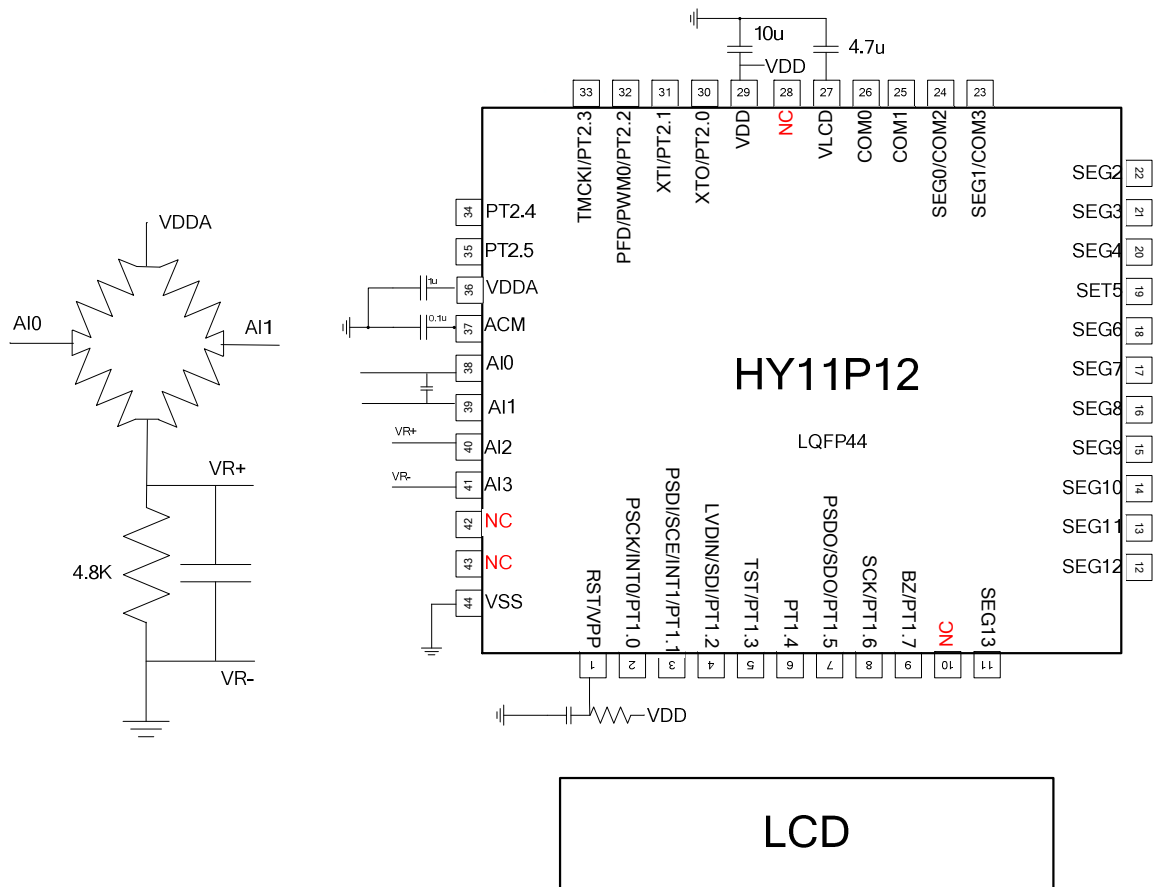 10u
4.7u
VDD
33
32
31
30
29
28
27
26
25
24
23
TMCKI/PT2.3
PFD/PWM0/PT2.2
XTI/PT2.1
XTO/PT2.0
VDD
NC
VLCD
COM0
COM1
SEG0/COM2
SEG1/COM3
VDDA
AI0
AI1
VR+
4.8K
VR-
34 PT2.4
35 PT2.5
1u
36 VDDA
0.1u
37 ACM
38 AI0
39 AI1
VR+
40 AI2
VR-
41 AI3
42 NC
43 NC
44 VSS
HY11P12
LQFP44
SEG2 22
SEG3 21
SEG4 20
SET5 19
SEG6 18
SEG7 17
SEG8 16
SEG9 15
SEG10 14
SEG11 13
SEG12 12
RST/VPP
PSCK/INT0/PT1.0
PSDI/SCE/INT1/PT1.1
LVDIN/SDI/PT1.2
TST/PT1.3
PT1.4
PSDO/SDO/PT1.5
SCK/PT1.6
BZ/PT1.7
NC
SEG13
1
2
3
4
5
6
7
8
9
10
11
VDD
LCD